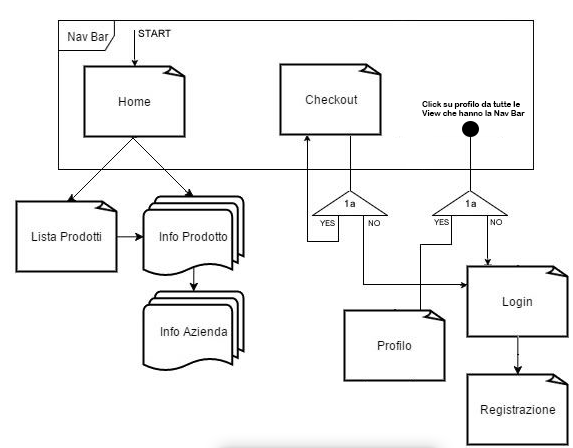 Nav Bar
START
Home
Checkout
Click su profilo da tutte le
View che hanno la Nav Bar
1a
YES
NO
1a
YES
NO
Lista Prodotti
Info Prodotto
Info Azienda
Login
Profilo
Registrazione